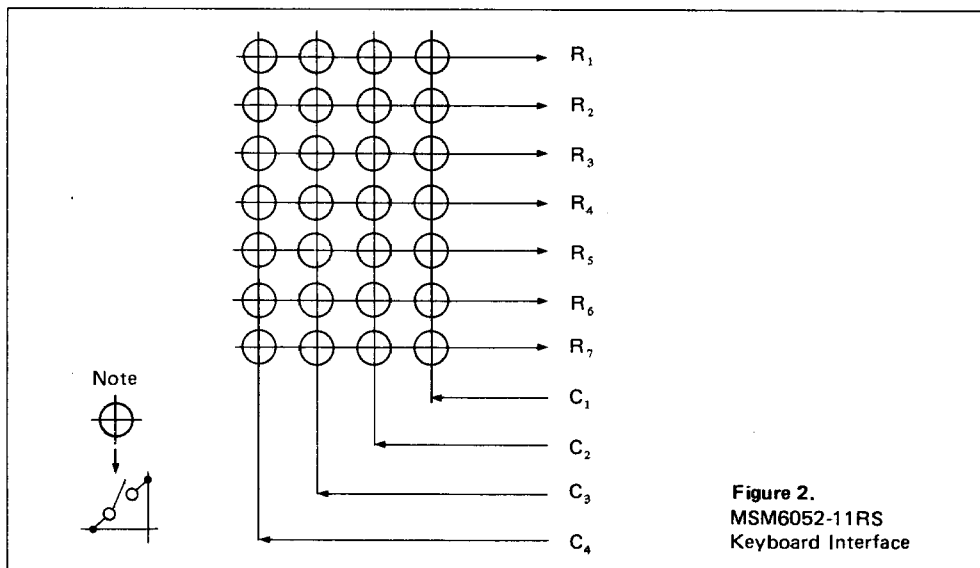 R₁
R₂
R₃
R₄
R₅
R₆
R₇
Note
C₁
C₂
C₃
C₄
Figure 2.
MSM6052-11RS
Keyboard Interface